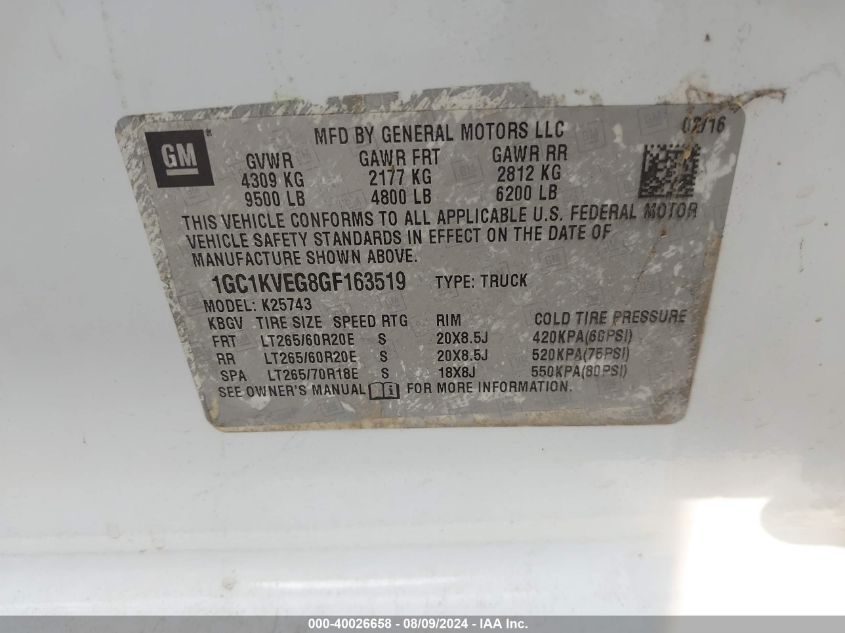 GM® MFD BY GENERAL MOTORS LLC 02/16
GVWR GAWR FRT GAWR RR
4309 KG 2177 KG 2812 KG
9500 LB 4800 LB 6200 LB
THIS VEHICLE CONFORMS TO ALL APPLICABLE U.S. FEDERAL MOTOR
VEHICLE SAFETY STANDARDS IN EFFECT ON THE DATE OF
MANUFACTURE SHOWN ABOVE.
1GC1KVEG8GF163519 TYPE: TRUCK
MODEL: K25743
KBGV TIRE SIZE SPEED RTG RIM COLD TIRE PRESSURE
FRT LT265/60R20E S 20X8.5J 420KPA(60PSI)
RR LT265/60R20E S 20X8.5J 520KPA(75PSI)
SPA LT265/70R18E S 18X8J 550KPA(80PSI)
SEE OWNER'S MANUAL FOR MORE INFORMATION
000-40026658 - 08/09/2024 - IAA Inc.